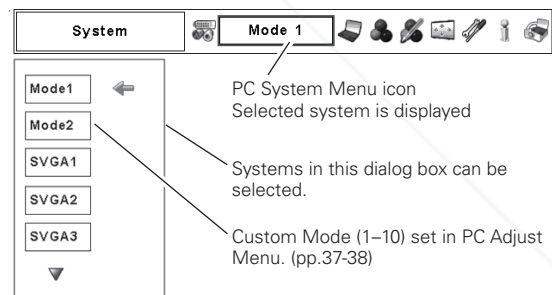 System
Mode 1
PC System Menu icon
Selected system is displayed
Mode1
Mode2
SVGA1
SVGA2
SVGA3
Systems in this dialog box can be
selected.
Custom Mode (1–10) set in PC Adjust
Menu. (pp.37-38)